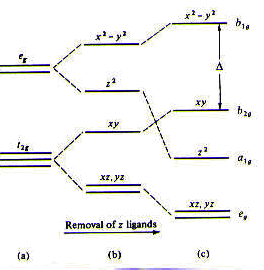 x² – y²
b₁g
x² – y²
e_g
Δ
z²
xy
b₂g
xy
t₂g
z²
a₁g
xz, yz
xz, yz
e_g
Removal of z ligands
(a) (b) (c)